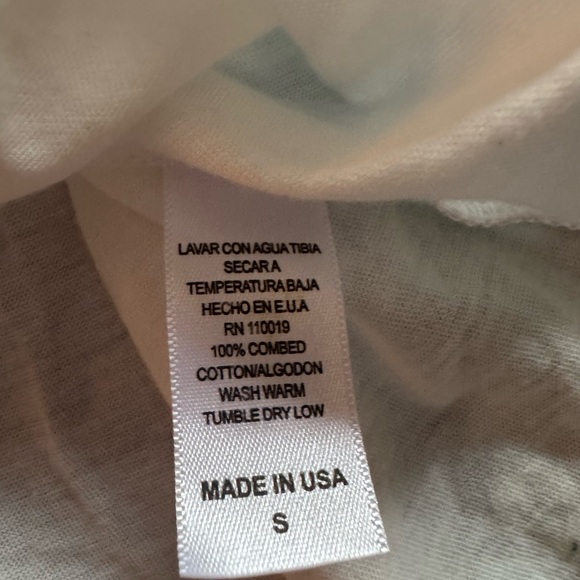 LAVAR CON AGUA TIBIA
SECAR A
TEMPERATURA BAJA
HECHO EN E.U.A
RN 110019
100% COMBED
COTTON/ALGODON
WASH WARM
TUMBLE DRY LOW
MADE IN USA
S